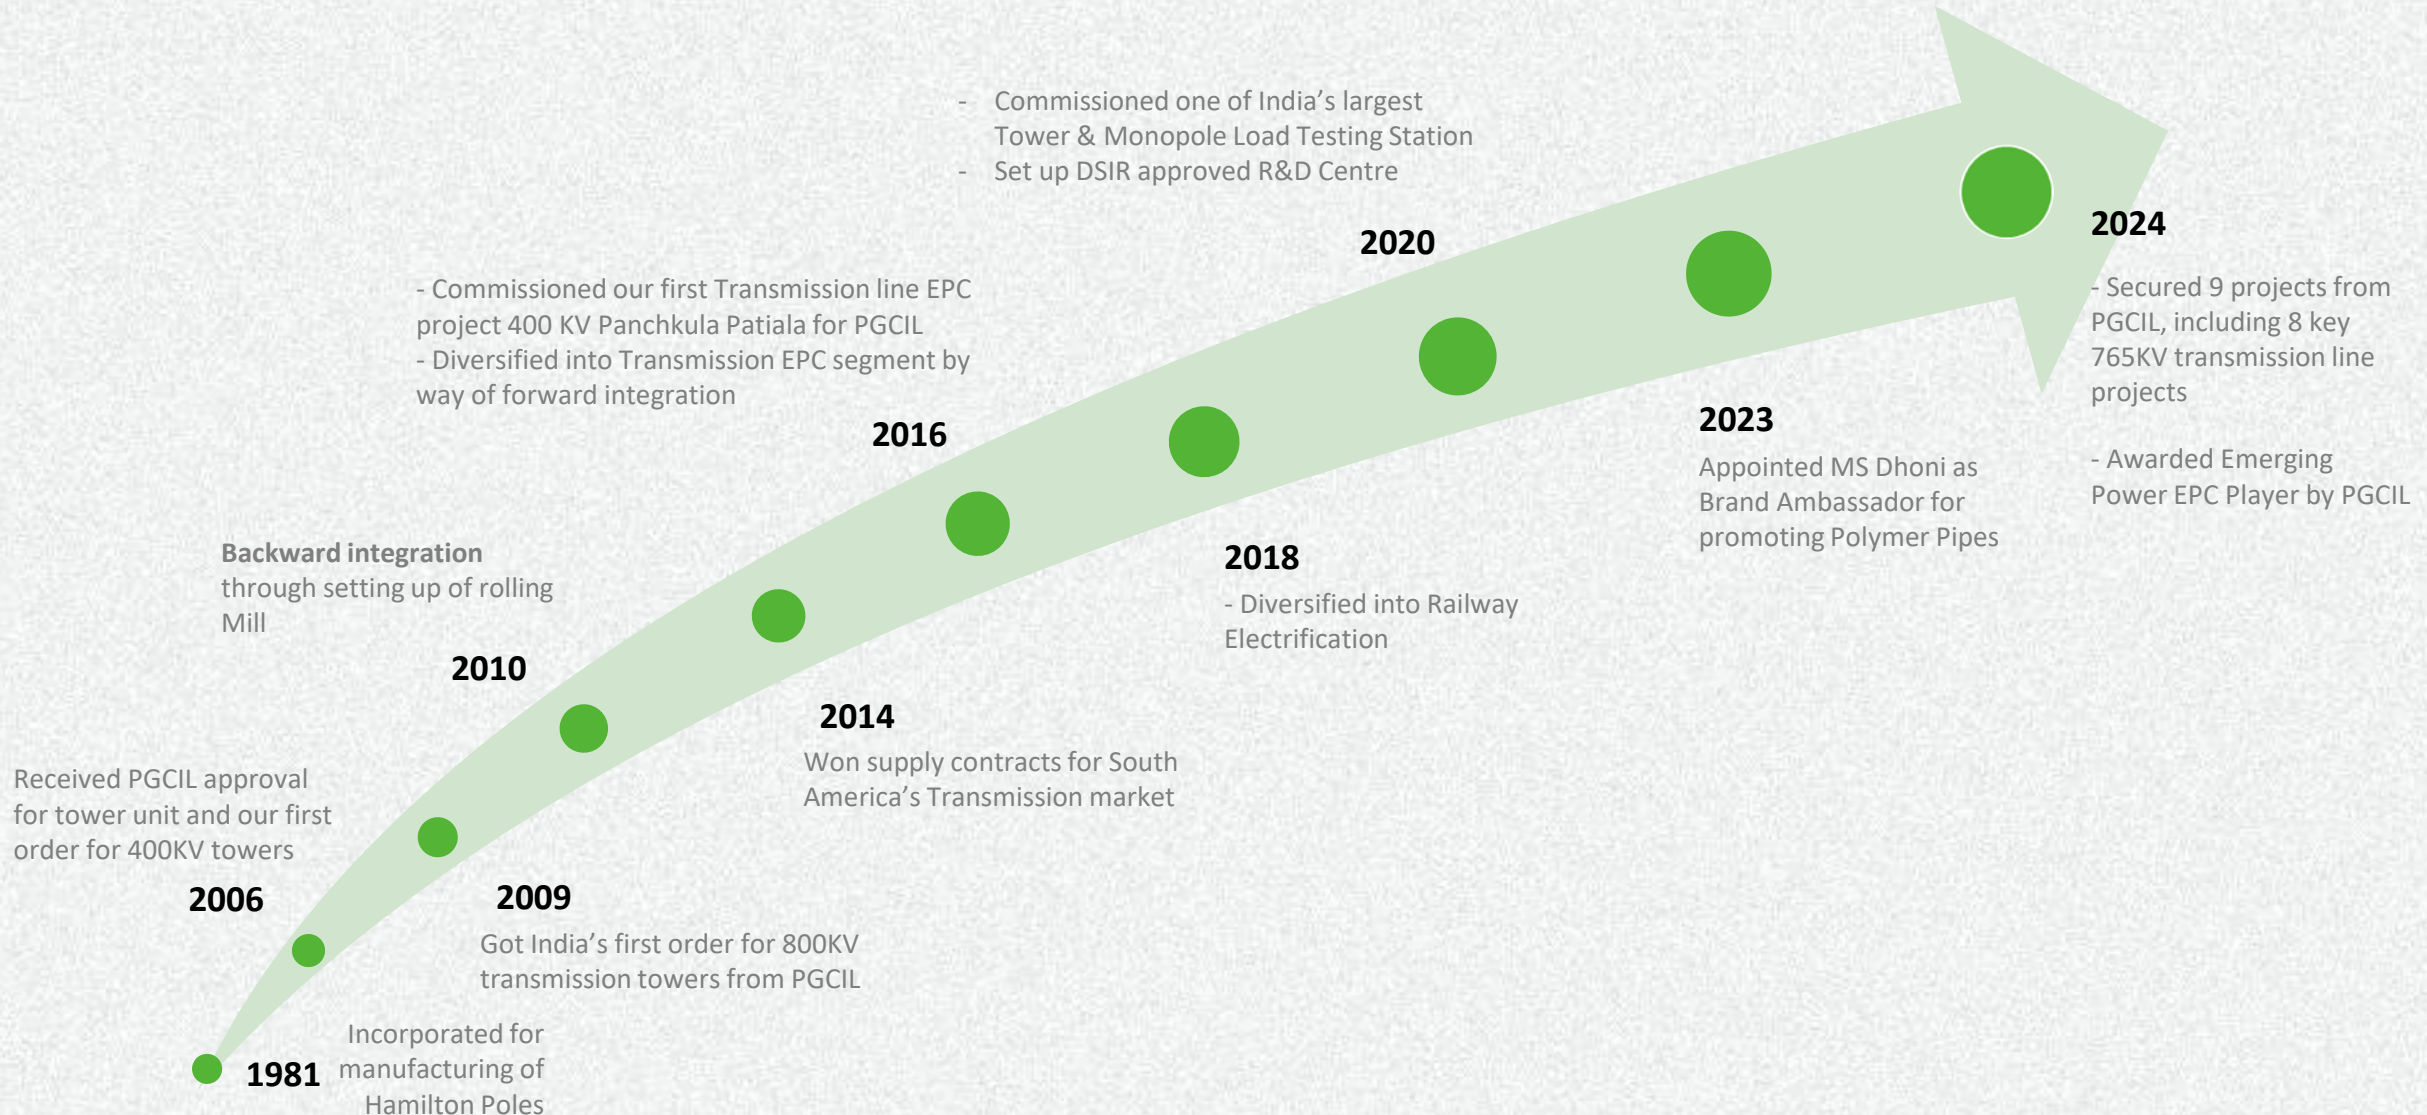 - Commissioned one of India’s largest
Tower & Monopole Load Testing Station
- Set up DSIR approved R&D Centre
2020
2024
- Secured 9 projects from
PGCIL, including 8 key
765KV transmission line
projects
- Awarded Emerging
Power EPC Player by PGCIL
- Commissioned our first Transmission line EPC
project 400 KV Panchkula Patiala for PGCIL
- Diversified into Transmission EPC segment by
way of forward integration
2016
2023
Appointed MS Dhoni as
Brand Ambassador for
promoting Polymer Pipes
Backward integration
through setting up of rolling
Mill
2010
2018
- Diversified into Railway
Electrification
2014
Won supply contracts for South
America’s Transmission market
Received PGCIL approval
for tower unit and our first
order for 400KV towers
2006
2009
Got India’s first order for 800KV
transmission towers from PGCIL
1981
Incorporated for
manufacturing of
Hamilton Poles